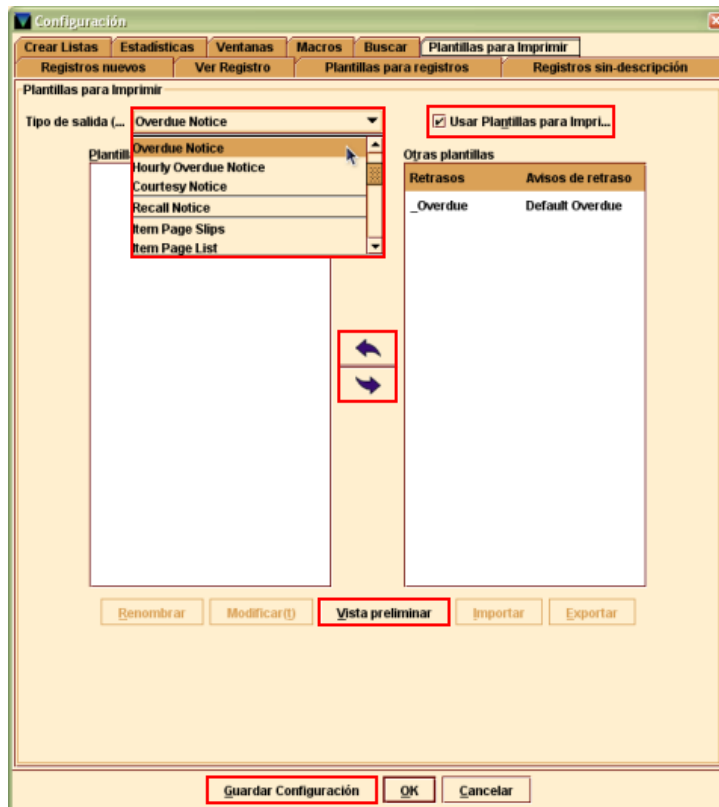 Configuración
Crear Listas Estadísticas Ventanas Macros Buscar Plantillas para Imprimir
Registros nuevos Ver Registro Plantillas para registros Registros sin-descripción
Plantillas para Imprimir
Tipo de salida (... Overdue Notice Usar Plantillas para Impri...
Overdue Notice
Hourly Overdue Notice
Courtesy Notice
Recall Notice
Item Page Slips
Item Page List
Otras plantillas
Retrasos Avisos de retraso
_Overdue Default Overdue
Renombrar Modificar(t) Vista preliminar Importar Exportar
Guardar Configuración OK Cancelar